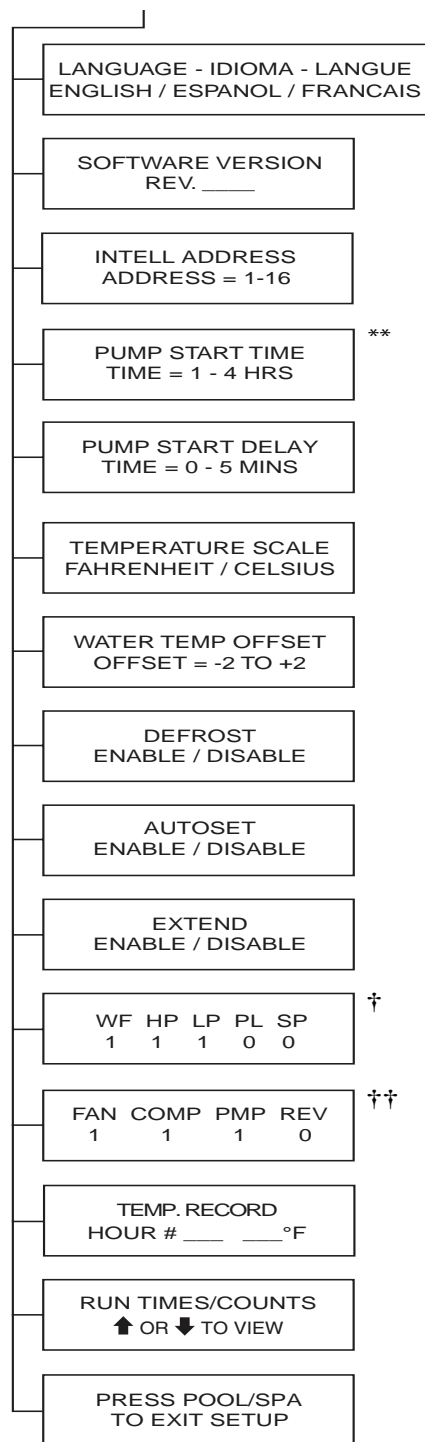 LANGUAGE - IDIOMA - LANGUE
ENGLISH / ESPANOL / FRANCAIS
SOFTWARE VERSION
REV. ____
INTELL ADDRESS
ADDRESS = 1-16
PUMP START TIME
TIME = 1 - 4 HRS
**
PUMP START DELAY
TIME = 0 - 5 MINS
TEMPERATURE SCALE
FAHRENHEIT / CELSIUS
WATER TEMP OFFSET
OFFSET = -2 TO +2
DEFROST
ENABLE / DISABLE
AUTOSET
ENABLE / DISABLE
EXTEND
ENABLE / DISABLE
WF HP LP PL SP
1 1 1 0 0
†
FAN COMP PMP REV
1 1 1 0
††
TEMP. RECORD
HOUR # ___ ___°F
RUN TIMES/COUNTS
⬆ OR ⬇ TO VIEW
PRESS POOL/SPA
TO EXIT SETUP